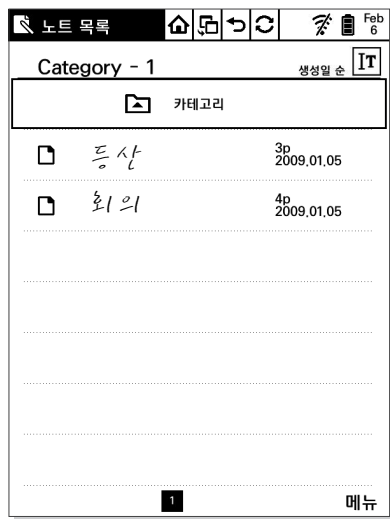 노트 목록
Feb
6
Category - 1
생성일 순
IT
카테고리
등산
3p
2009.01.05
회의
4p
2009.01.05
1
메뉴